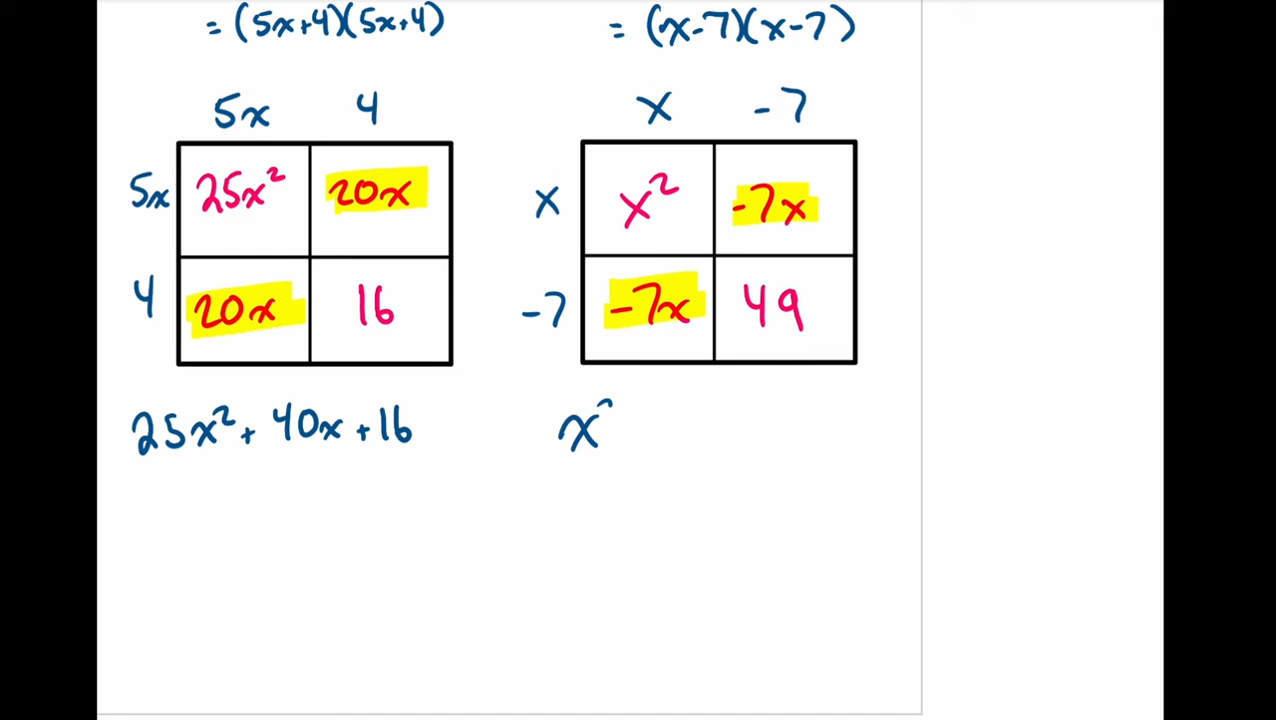 = (5x+4)(5x+4)
= (x-7)(x-7)
5x 4
5x 25x² 20x
4 20x 16
x -7
x x² -7x
-7 -7x 49
25x² + 40x + 16
x